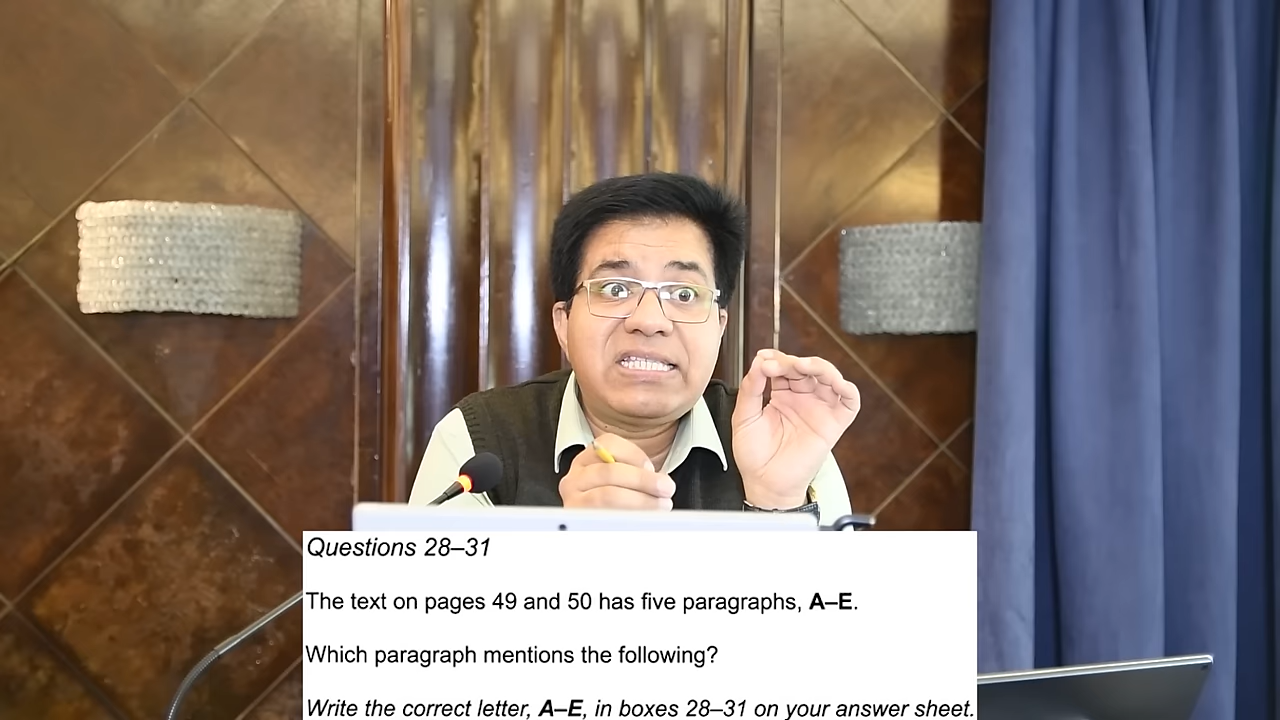 Questions 28–31
The text on pages 49 and 50 has five paragraphs, A–E.
Which paragraph mentions the following?
Write the correct letter, A–E, in boxes 28–31 on your answer sheet.